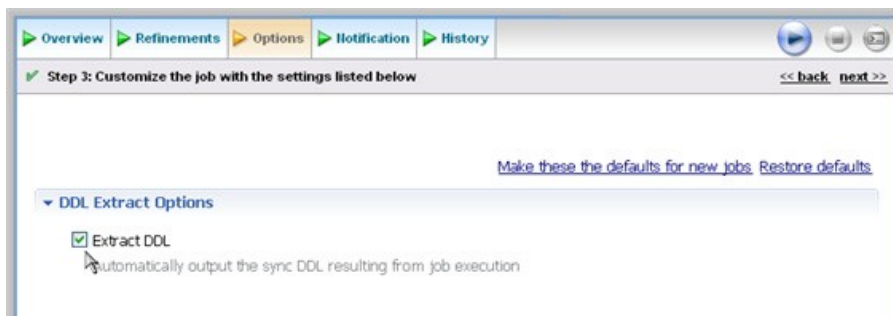 Overview Refinements Options Notification History
Step 3: Customize the job with the settings listed below << back next >>
Make these the defaults for new jobs Restore defaults
DDL Extract Options
Extract DDL
Automatically output the sync DDL resulting from job execution